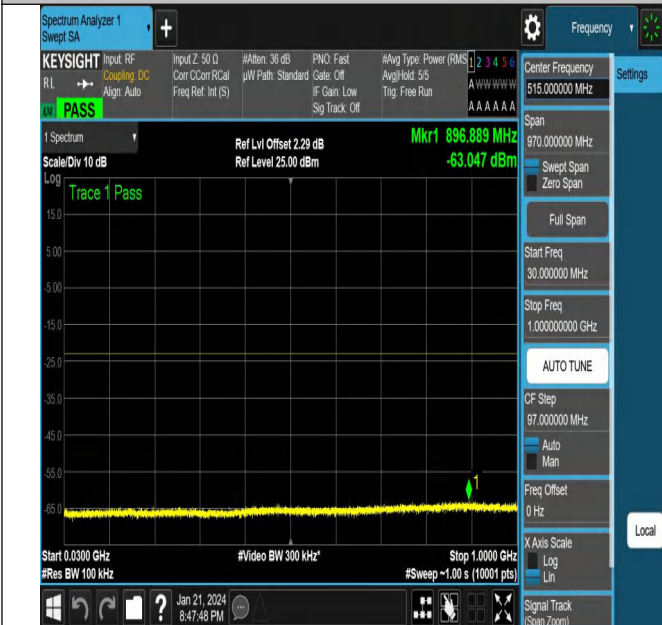 Spectrum Analyzer 1
Swept SA
+
Frequency
KEYSIGHT
RL
LXI
PASS
Input: RF
Coupling: DC
Align: Auto
Input Z: 50 Ω
Corr CCorr RCal
Freq Ref: Int (S)
#Atten: 36 dB
µW Path: Standard
PNO: Fast
Gate: Off
IF Gain: Low
Sig Track: Off
#Avg Type: Power (RMS
Avg|Hold: 5/5
Trig: Free Run
1 2 3 4 5 6
A W W W W W
A A A A A A
1 Spectrum
Scale/Div 10 dB
Ref Lvl Offset 2.29 dB
Ref Level 25.00 dBm
Mkr1 896.889 MHz
-63.047 dBm
Log
Trace 1 Pass
15.0
5.00
-5.00
-15.0
-25.0
-35.0
-45.0
-55.0
-65.0
1
Start 0.0300 GHz
#Res BW 100 kHz
#Video BW 300 kHz*
Stop 1.0000 GHz
#Sweep ~1.00 s (10001 pts)
Center Frequency
515.000000 MHz
Settings
Span
970.000000 MHz
Swept Span
Zero Span
Full Span
Start Freq
30.000000 MHz
Stop Freq
1.000000000 GHz
AUTO TUNE
CF Step
97.000000 MHz
Auto
Man
Freq Offset
0 Hz
X Axis Scale
Log
Lin
Local
Signal Track
(Span Zoom)
?
Jan 21, 2024
8:47:48 PM